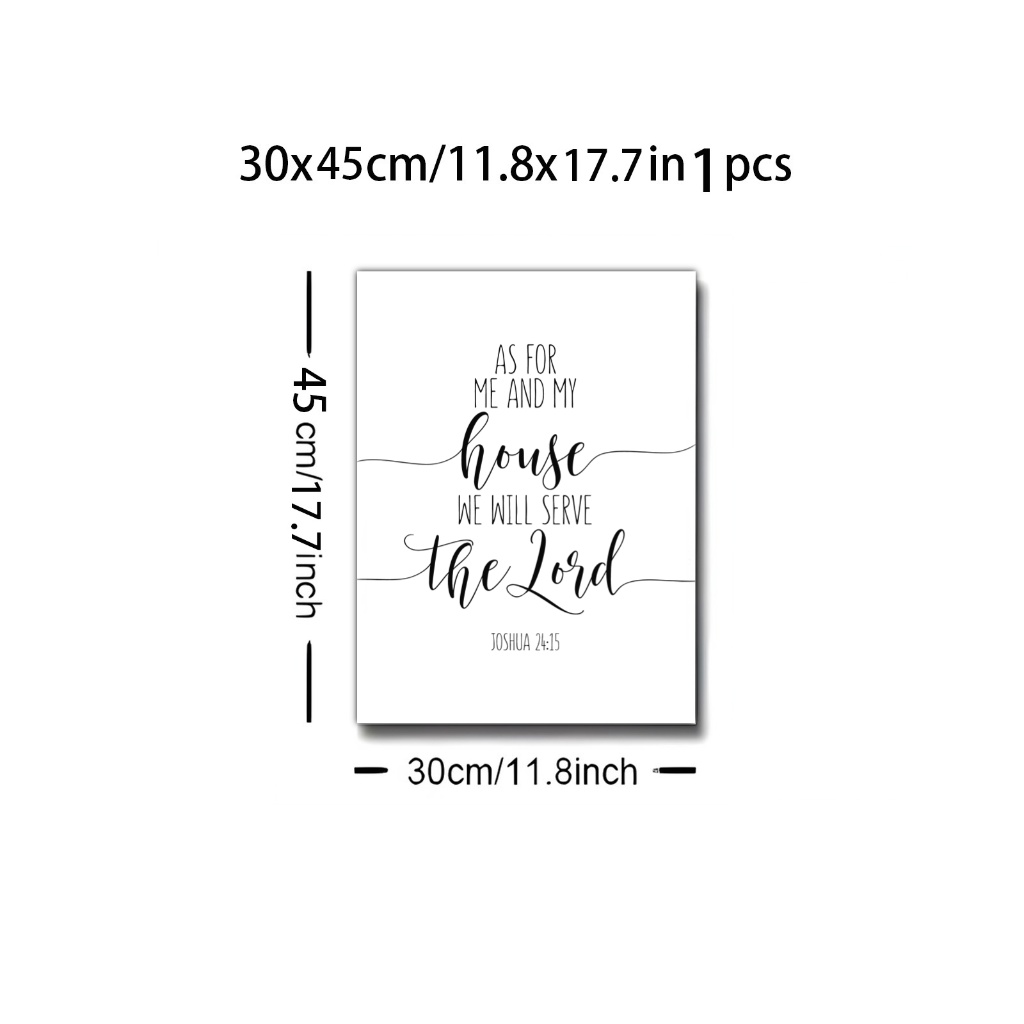 30x45cm/11.8x17.7in 1 pcs
45cm/17.7inch
AS FOR
ME AND MY
house
WE WILL SERVE
the Lord
JOSHUA 24:15
30cm/11.8inch